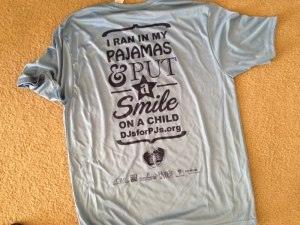 I RAN IN MY
PAJAMAS
& PUT
a
Smile
ON A CHILD
DJsforPJs.org